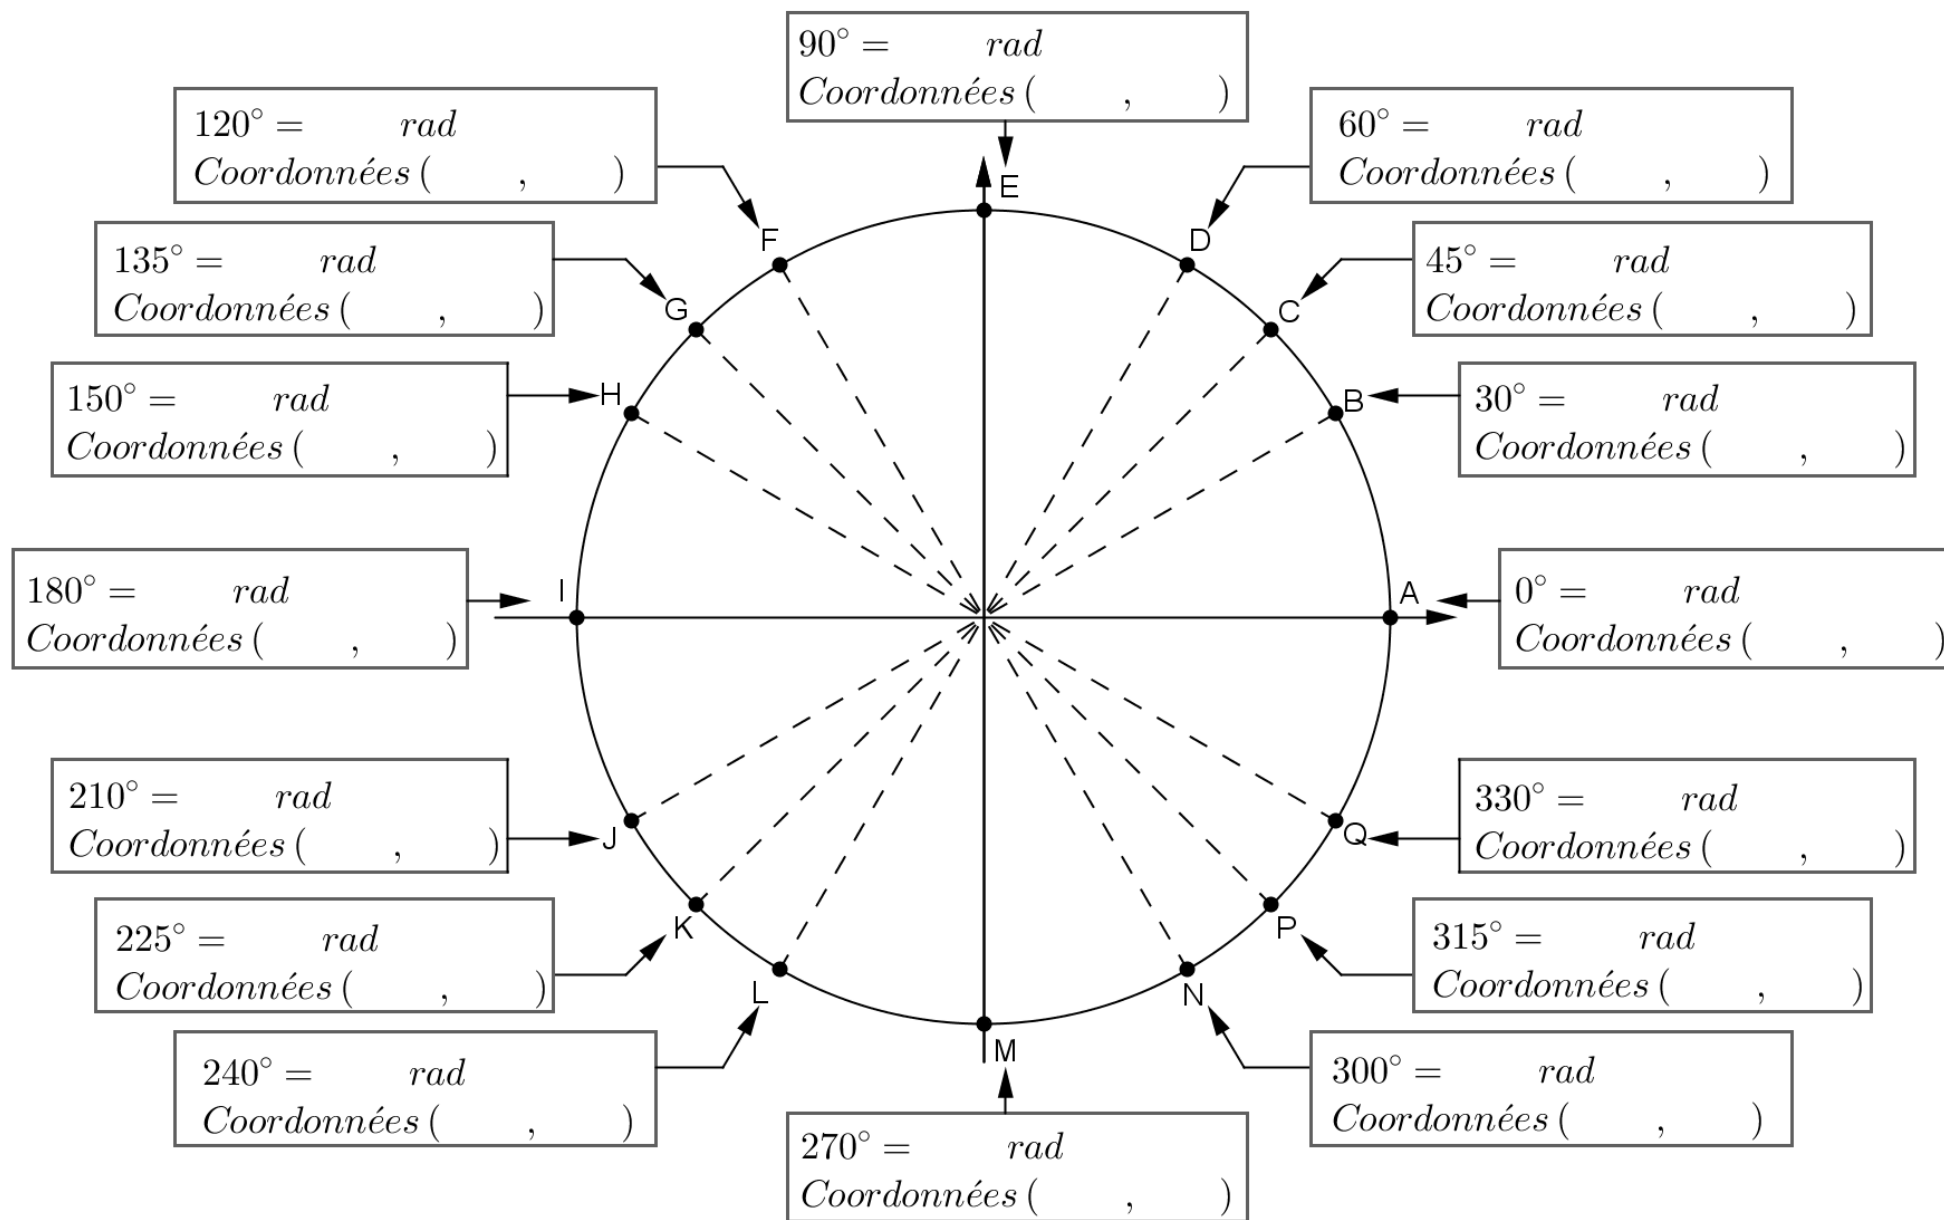 90° = rad
Coordonnées ( , )
120° = rad
Coordonnées ( , )
60° = rad
Coordonnées ( , )
E
F
D
135° = rad
Coordonnées ( , )
45° = rad
Coordonnées ( , )
G
C
150° = rad
Coordonnées ( , )
H
B
30° = rad
Coordonnées ( , )
180° = rad
Coordonnées ( , )
I
A
0° = rad
Coordonnées ( , )
210° = rad
Coordonnées ( , )
J
Q
330° = rad
Coordonnées ( , )
225° = rad
Coordonnées ( , )
K
P
315° = rad
Coordonnées ( , )
L
N
M
240° = rad
Coordonnées ( , )
300° = rad
Coordonnées ( , )
270° = rad
Coordonnées ( , )